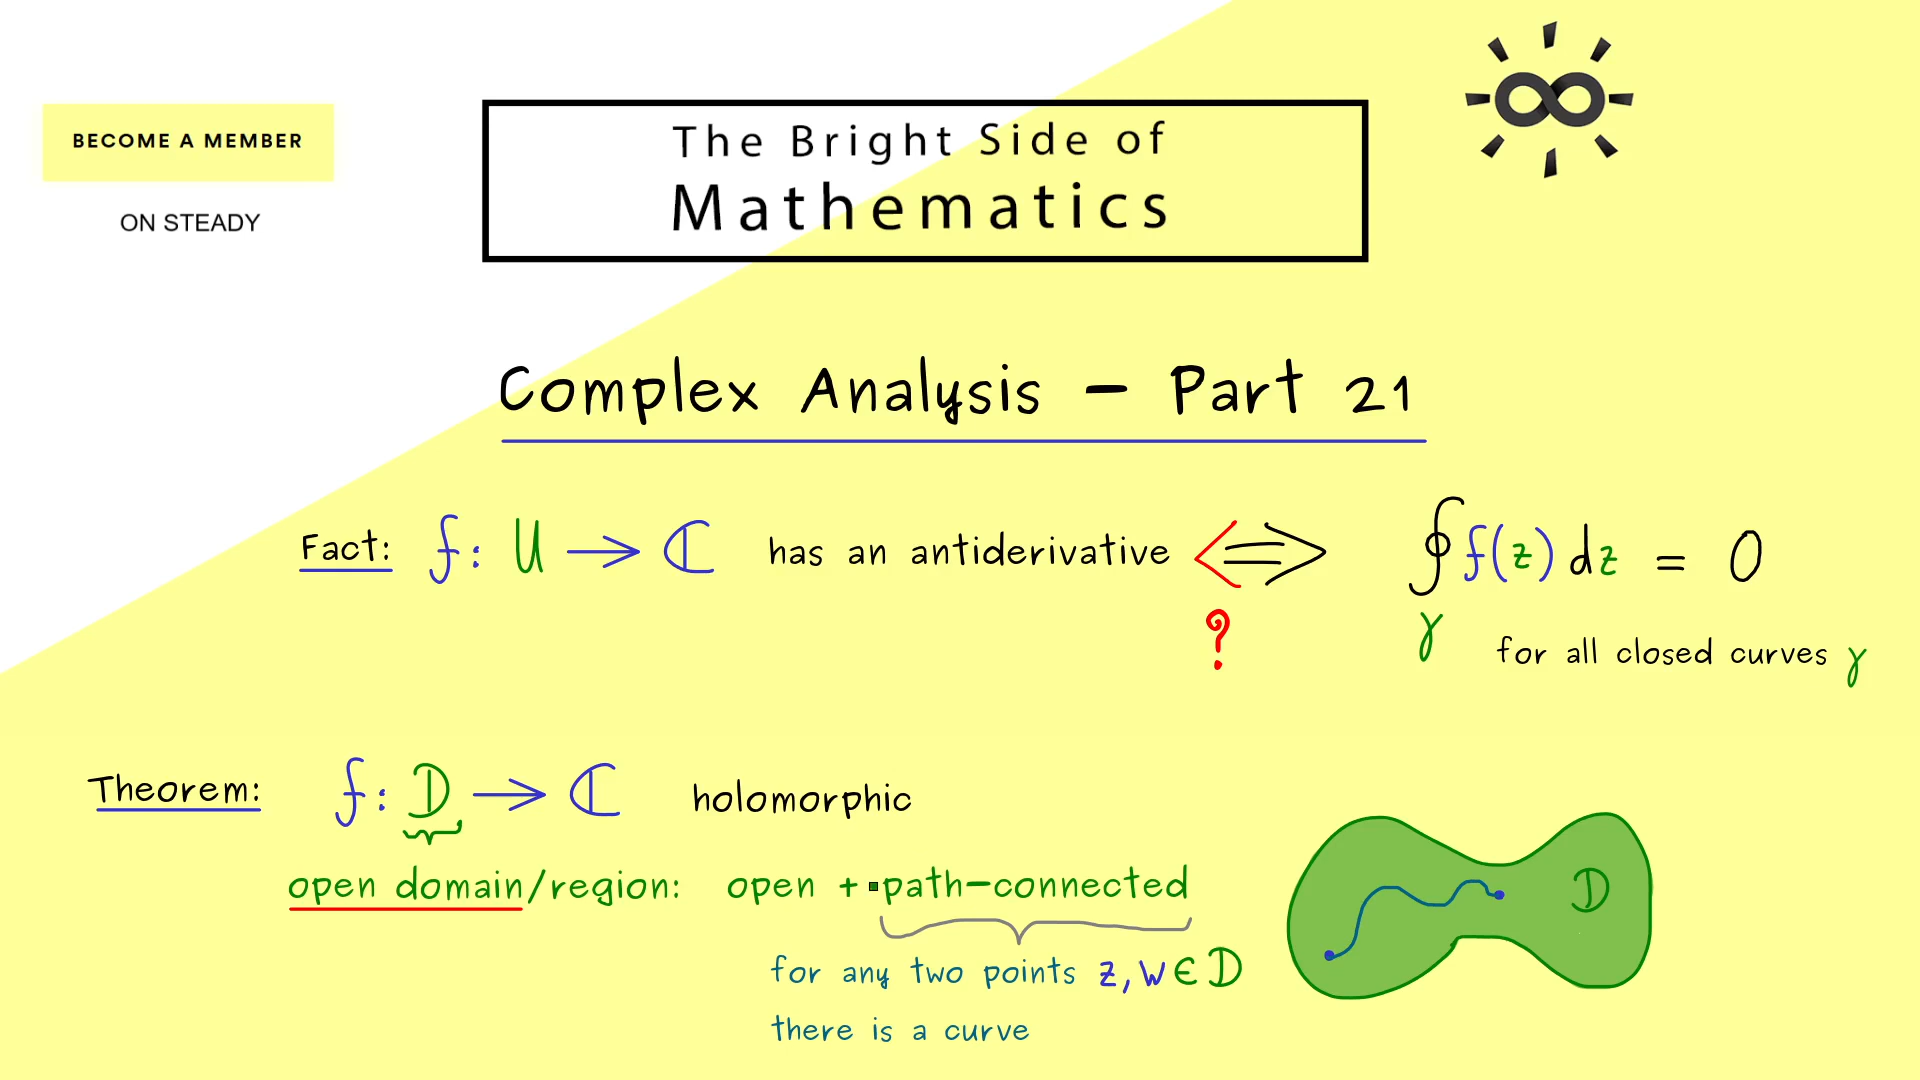 BECOME A MEMBER
ON STEADY
The Bright Side of
Mathematics
Complex Analysis – Part 21
Fact: f: U → ℂ has an antiderivative ⟺ ∮ f(z) dz = 0
? γ for all closed curves γ
Theorem: f: D → ℂ holomorphic
open domain/region: open + path-connected
D
for any two points z, w ∈ D
there is a curve